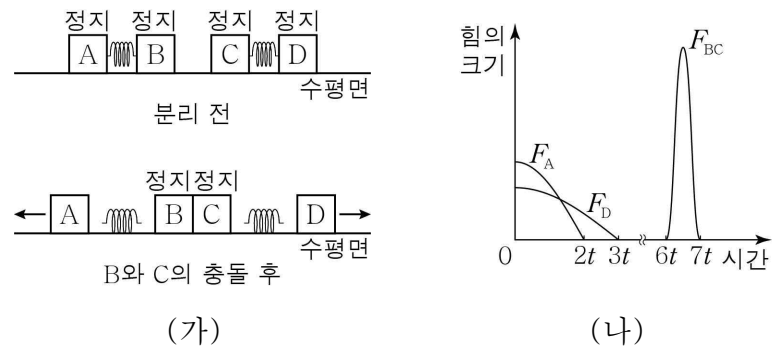 정지 정지 정지 정지
A B C D
수평면
분리 전
정지 정지
A B C D
수평면
B와 C의 충돌 후
(가)
힘의
크기
F_BC
F_A
F_D
0 2t 3t 6t 7t 시간
(나)